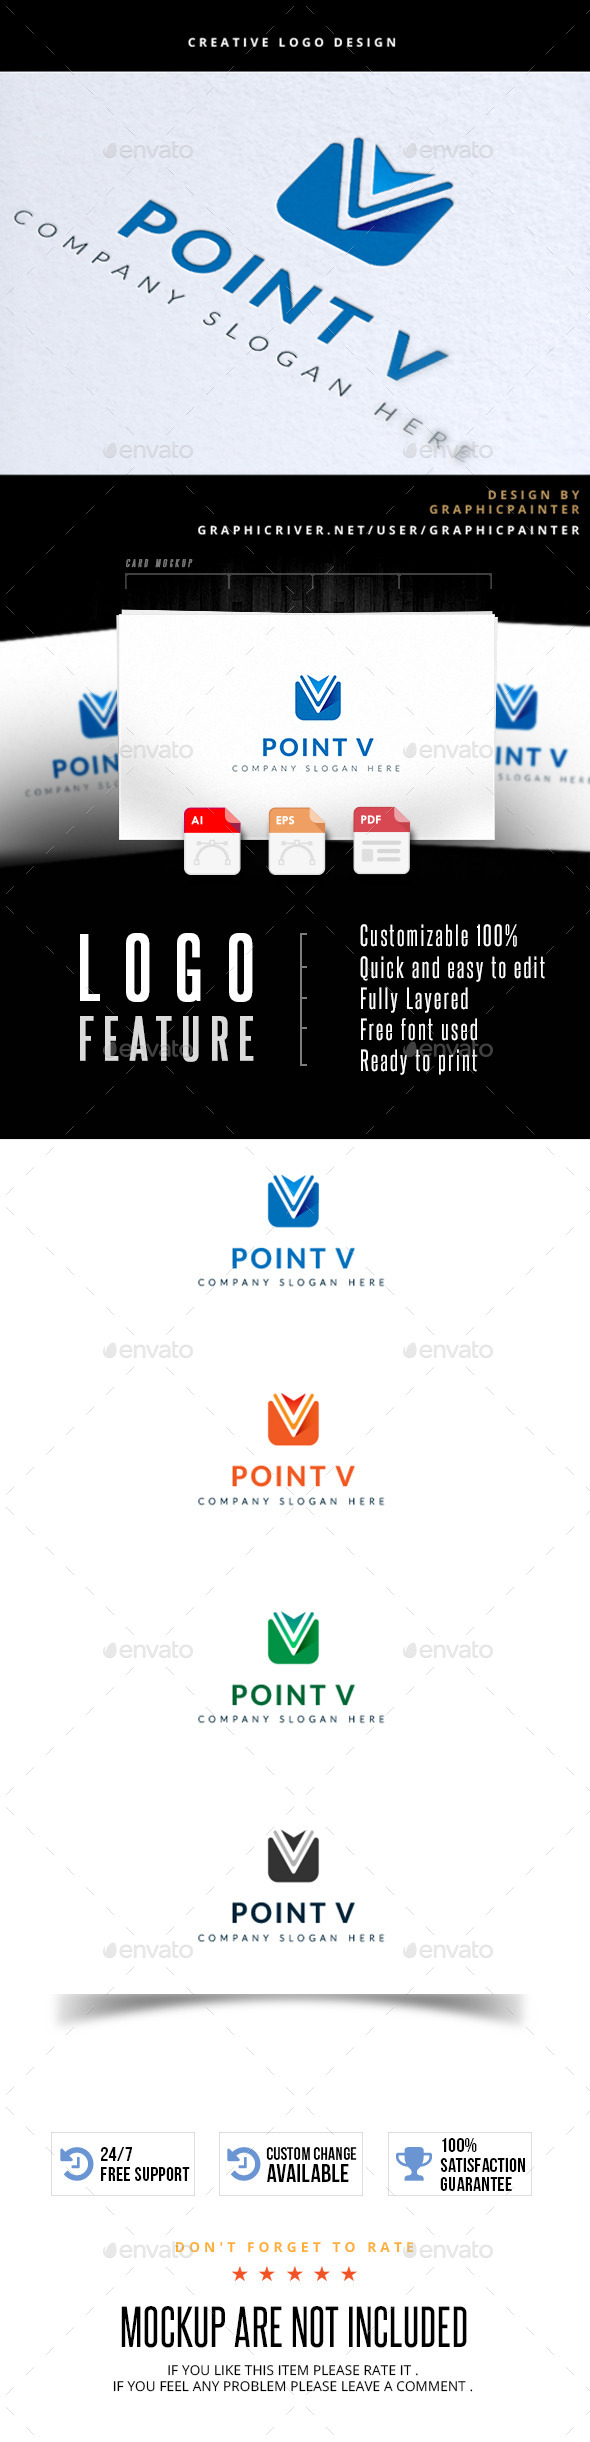 CREATIVE LOGO DESIGN
envato envato
POINT V
COMPANY SLOGAN HERE
envato envato
DESIGN BY
GRAPHICPAINTER
GRAPHICRIVER.NET/USER/GRAPHICPAINTER
CARD MOCKUP
POIN
COMPANY SL
POINT V
COMPANY SLOGAN HERE
INT V
SLOGAN HERE
envato envato
AI
EPS
PDF
LOGO
FEATURE
Customizable 100%
Quick and easy to edit
Fully Layered
Free font used
Ready to print
envato envato
POINT V
COMPANY SLOGAN HERE
envato envato
POINT V
COMPANY SLOGAN HERE
envato envato
POINT V
COMPANY SLOGAN HERE
POINT V
COMPANY SLOGAN HERE
envato envato
24/7
FREE SUPPORT
CUSTOM CHANGE
AVAILABLE
100%
SATISFACTION
GUARANTEE
DON'T FORGET TO RATE
envato envato
MOCKUP ARE NOT INCLUDED
IF YOU LIKE THIS ITEM PLEASE RATE IT .
IF YOU FEEL ANY PROBLEM PLEASE LEAVE A COMMENT .